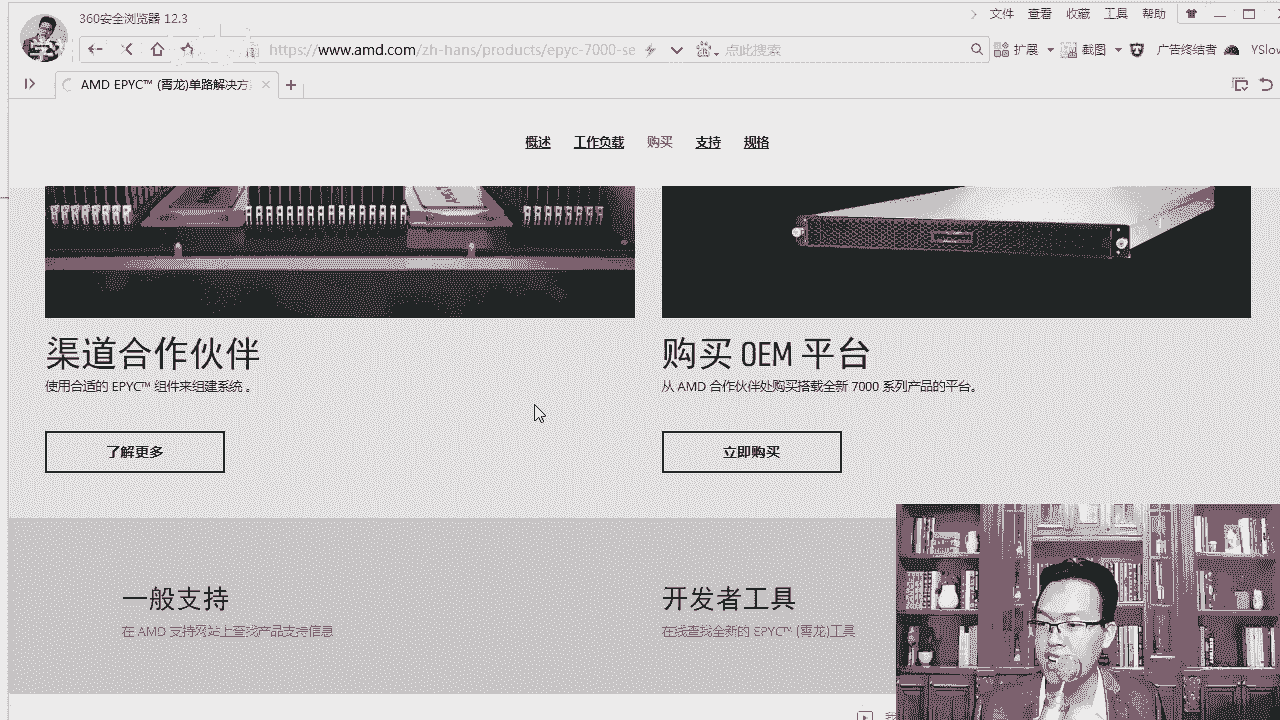 360安全浏览器 12.3
文件 查看 收藏 工具 帮助
https://www.amd.com/zh-hans/products/epyc-7000-se
点此搜索
扩展 截图 广告终结者 YSlo
AMD EPYC™ (霄龙)单路解决方
概述 工作负载 购买 支持 规格
渠道合作伙伴
使用合适的 EPYC™ 组件来组建系统 。
了解更多
购买 OEM 平台
从 AMD 合作伙伴处购买搭载全新 7000 系列产品的平台。
立即购买
一般支持
在 AMD 支持网站上查找产品支持信息
开发者工具
在线查找全新的 EPYC™ (霄龙)工具